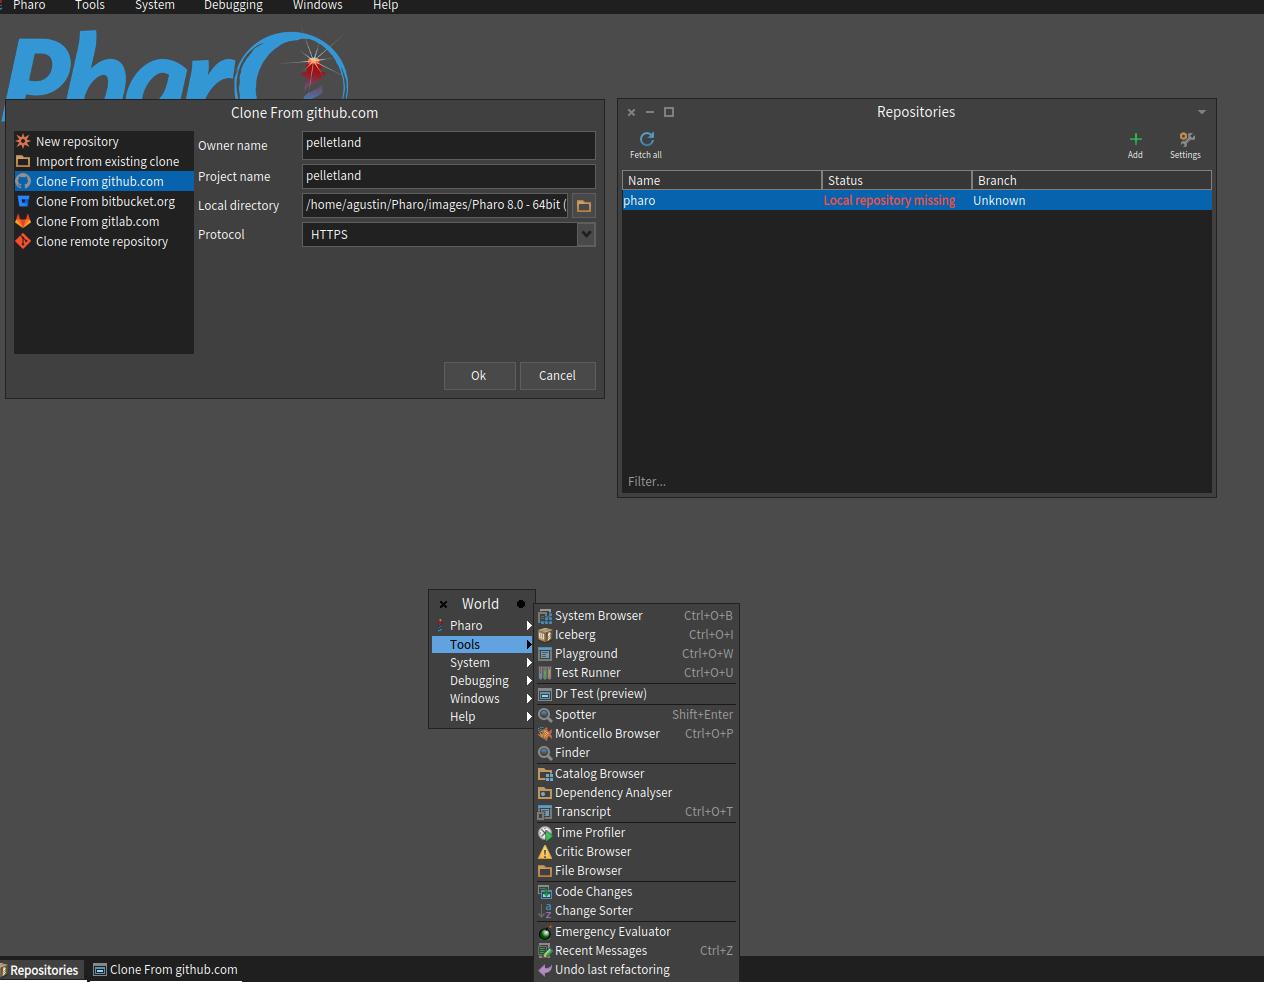 Pharo Tools System Debugging Windows Help
Pharo
Clone From github.com
New repository
Import from existing clone
Clone From github.com
Clone From bitbucket.org
Clone From gitlab.com
Clone remote repository
Owner name pelletland
Project name pelletland
Local directory /home/agustin/Pharo/images/Pharo 8.0 - 64bit (
Protocol HTTPS
Ok Cancel
Repositories
Fetch all Add Settings
Name Status Branch
pharo Local repository missing Unknown
Filter...
World
Pharo
Tools
System
Debugging
Windows
Help
System Browser Ctrl+O+B
Iceberg Ctrl+O+I
Playground Ctrl+O+W
Test Runner Ctrl+O+U
Dr Test (preview)
Spotter Shift+Enter
Monticello Browser Ctrl+O+P
Finder
Catalog Browser
Dependency Analyser
Transcript Ctrl+O+T
Time Profiler
Critic Browser
File Browser
Code Changes
Change Sorter
Emergency Evaluator
Recent Messages Ctrl+Z
Undo last refactoring
Repositories Clone From github.com